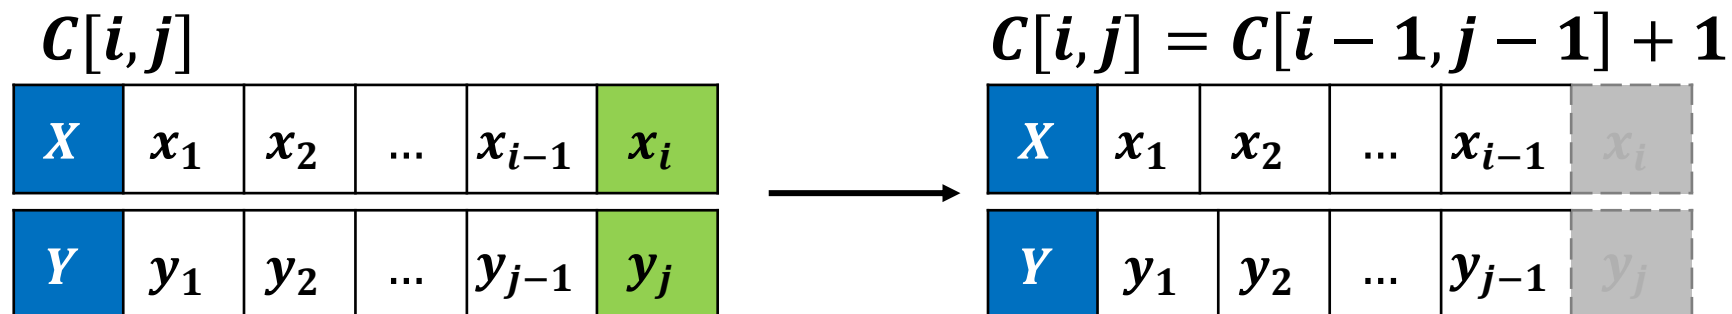 C[i, j]
X x₁ x₂ ... xᵢ₋₁ xᵢ
Y y₁ y₂ ... yⱼ₋₁ yⱼ
C[i, j] = C[i − 1, j − 1] + 1
X x₁ x₂ ... xᵢ₋₁ xᵢ
Y y₁ y₂ ... yⱼ₋₁ yⱼ